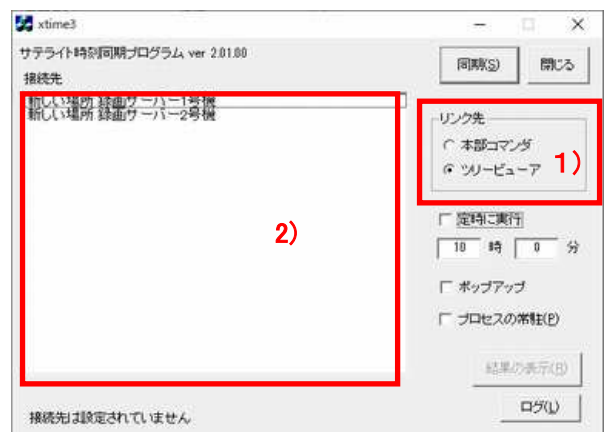 xtime3
サテライト時刻同期プログラム ver 2.01.00
同期(S)
閉じる
接続先
新しい場所 録画サーバー1号機
新しい場所 録画サーバー2号機
リンク先
本部コマンダ
ツリービューア
1)
2)
定時に実行
10 時 0 分
ポップアップ
プロセスの常駐(P)
結果の表示(R)
ログ(L)
接続先は設定されていません